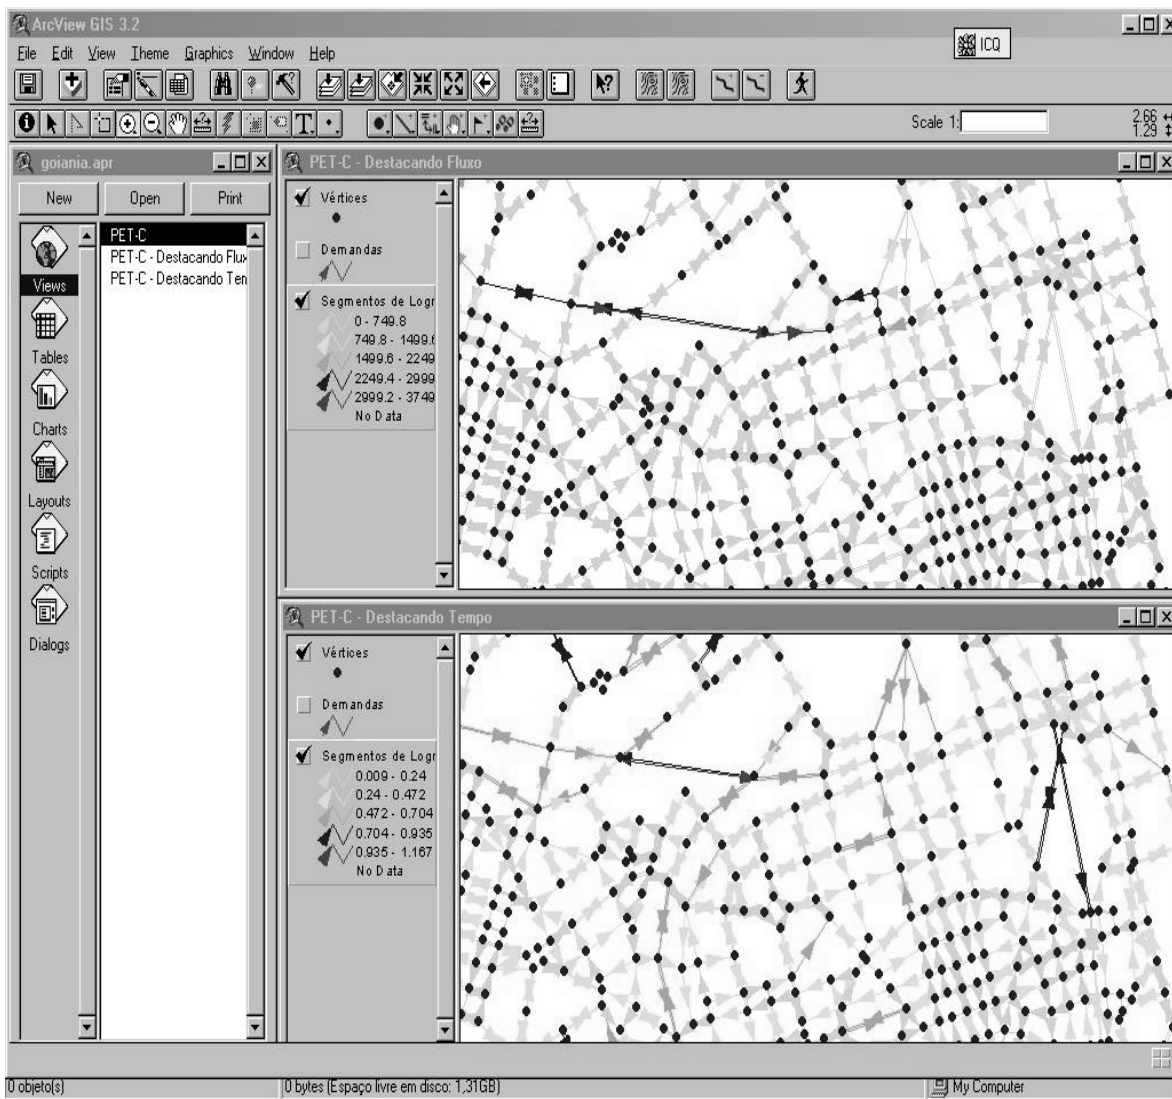 ArcView GIS 3.2
File Edit View Theme Graphics Window Help
ICQ
Scale 1:
2.66
1.29
goiania.apr
New Open Print
Views
Tables
Charts
Layouts
Scripts
Dialogs
PET-C
PET-C - Destacando Flux
PET-C - Destacando Ten
PET-C - Destacando Fluxo
Vértices
Demandas
Segmentos de Logr
0 - 749.8
749.8 - 1499.6
1499.6 - 2249
2249.4 - 2999
2999.2 - 3749
No Data
PET-C - Destacando Tempo
Vértices
Demandas
Segmentos de Logr
0.009 - 0.24
0.24 - 0.472
0.472 - 0.704
0.704 - 0.935
0.935 - 1.167
No Data
0 objeto(s) 0 bytes (Espaço livre em disco: 1,31GB) My Computer